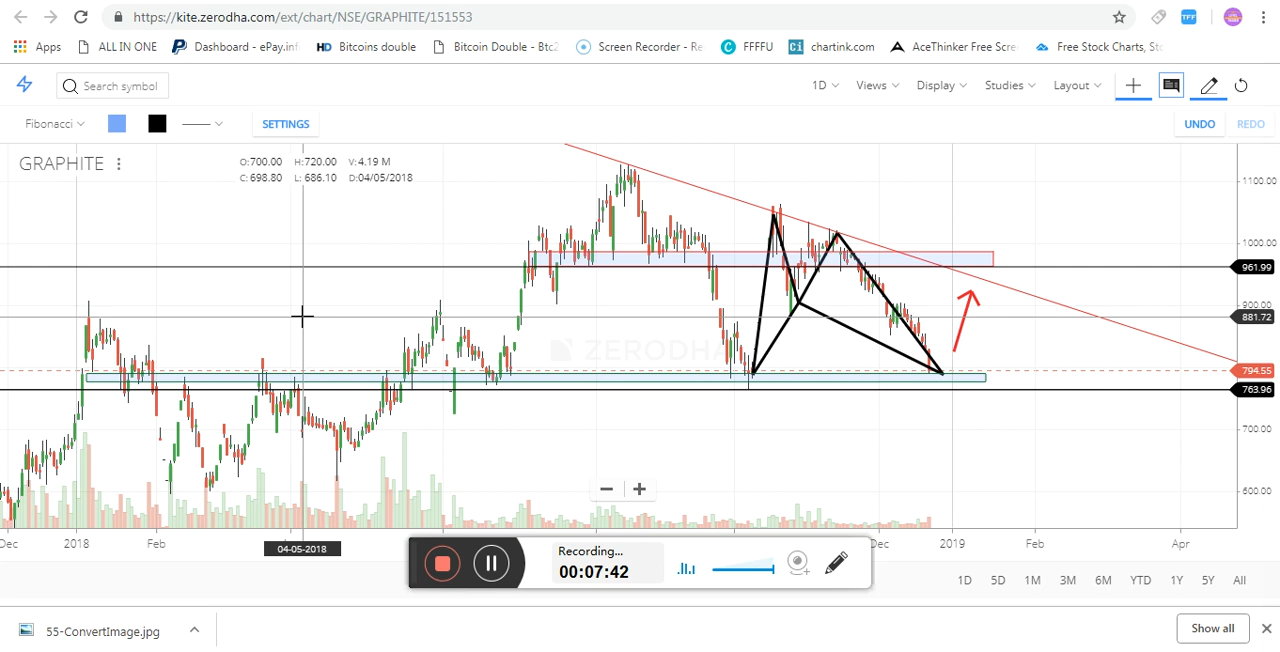 https://kite.zerodha.com/ext/chart/NSE/GRAPHITE/151553
TFF
Apps ALL IN ONE Dashboard - ePay.inf HD Bitcoins double Bitcoin Double - Btc2 Screen Recorder - Re C FFFFU Ci chartink.com AceThinker Free Scre Free Stock Charts, Sto
Search symbol 1D Views Display Studies Layout
Fibonacci SETTINGS UNDO REDO
GRAPHITE
O:700.00 H:720.00 V:4.19 M
C: 698.80 L: 686.10 D:04/05/2018
1100.00
1000.00
961.99
900.00
881.72
ZERODHA
794.55
763.96
700.00
600.00
Dec 2018 Feb 04-05-2018 Dec 2019 Feb Apr
Recording...
00:07:42
1D 5D 1M 3M 6M YTD 1Y 5Y All
55-ConvertImage.jpg
Show all